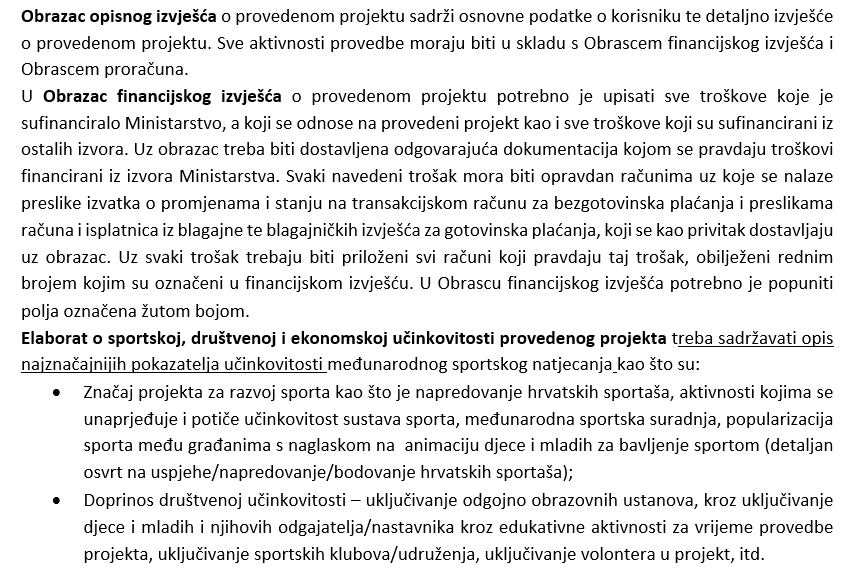 Obrazac opisnog izvješća o provedenom projektu sadrži osnovne podatke o korisniku te detaljno izvješće
o provedenom projektu. Sve aktivnosti provedbe moraju biti u skladu s Obrascem financijskog izvješća i
Obrascem proračuna.
U Obrazac financijskog izvješća o provedenom projektu potrebno je upisati sve troškove koje je
sufinanciralo Ministarstvo, a koji se odnose na provedeni projekt kao i sve troškove koji su sufinancirani iz
ostalih izvora. Uz obrazac treba biti dostavljena odgovarajuća dokumentacija kojom se pravdaju troškovi
financirani iz izvora Ministarstva. Svaki navedeni trošak mora biti opravdan računima uz koje se nalaze
preslike izvatka o promjenama i stanju na transakcijskom računu za bezgotovinska plaćanja i preslikama
računa i isplatnica iz blagajne te blagajničkih izvješća za gotovinska plaćanja, koji se kao privitak dostavljaju
uz obrazac. Uz svaki trošak trebaju biti priloženi svi računi koji pravdaju taj trošak, obilježeni rednim
brojem kojim su označeni u financijskom izvješću. U Obrascu financijskog izvješća potrebno je popuniti
polja označena žutom bojom.
Elaborat o sportskoj, društvenoj i ekonomskoj učinkovitosti provedenog projekta treba sadržavati opis
najznačajnijih pokazatelja učinkovitosti međunarodnog sportskog natjecanja kao što su:
• Značaj projekta za razvoj sporta kao što je napredovanje hrvatskih sportaša, aktivnosti kojima se
unaprjeđuje i potiče učinkovitost sustava sporta, međunarodna sportska suradnja, popularizacija
sporta među građanima s naglaskom na animaciju djece i mladih za bavljenje sportom (detaljan
osvrt na uspjehe/napredovanje/bodovanje hrvatskih sportaša);
• Doprinos društvenoj učinkovitosti – uključivanje odgojno obrazovnih ustanova, kroz uključivanje
djece i mladih i njihovih odgajatelja/nastavnika kroz edukativne aktivnosti za vrijeme provedbe
projekta, uključivanje sportskih klubova/udruženja, uključivanje volontera u projekt, itd.